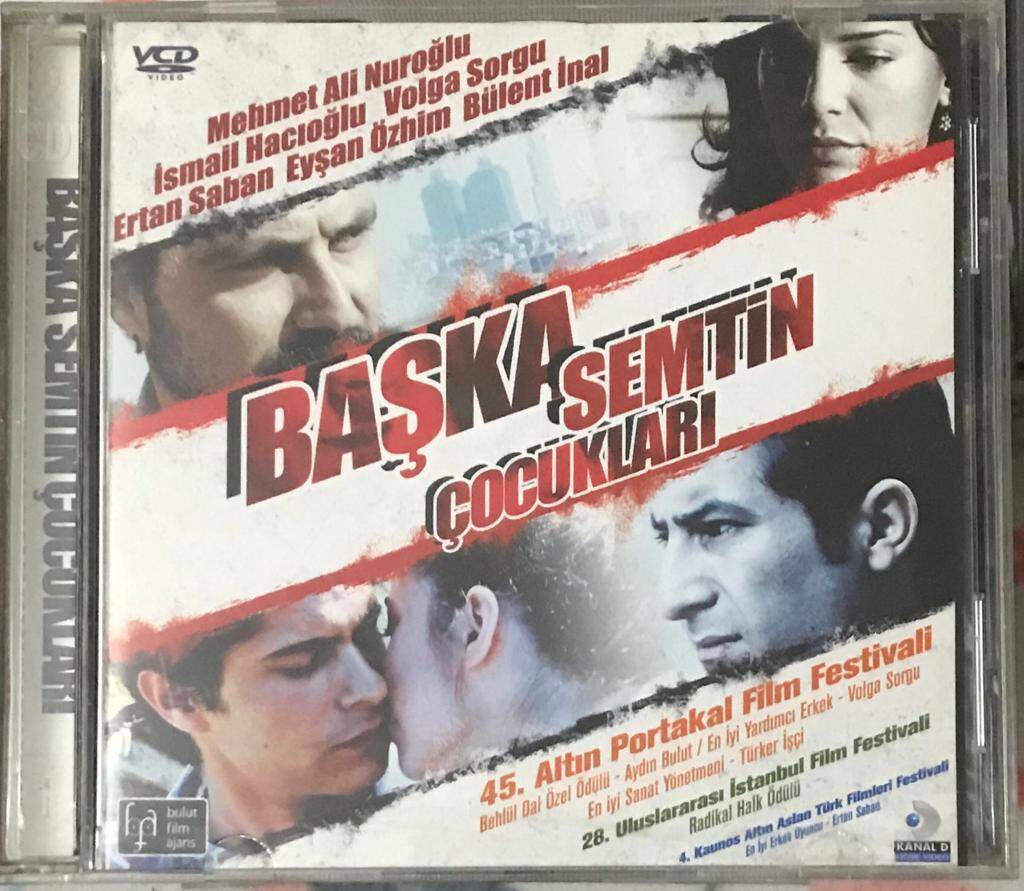 VCD
VIDEO
Mehmet Ali Nuroğlu
İsmail Hacıoğlu Volga Sorgu
Ertan Saban Eyşan Özhim Bülent İnal
BAŞKA SEMTİN ÇOCUKLARI
BAŞKA
SEMTİN
ÇOCUKLARI
45. Altın Portakal Film Festivali
Behlül Dal Özel Ödülü - Aydın Bulut / En İyi Yardımcı Erkek - Volga Sorgu
En İyi Sanat Yönetmeni - Türker İşçi
28. Uluslararası İstanbul Film Festivali
Radikal Halk Ödülü
4. Kaunos Altın Aslan Türk Filmleri Festivali
En İyi Erkek Oyuncu - Ertan Saban
bulut
film
ajans
KANAL D
HOME VIDEO